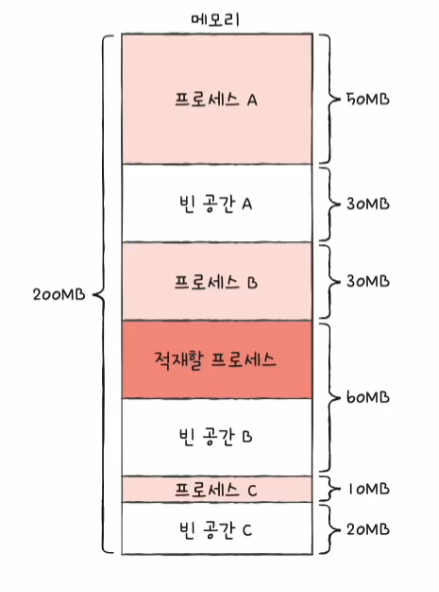 메모리
프로세스 A
50MB
빈 공간 A
30MB
프로세스 B
30MB
200MB
적재할 프로세스
60MB
빈 공간 B
프로세스 C
10MB
빈 공간 C
20MB